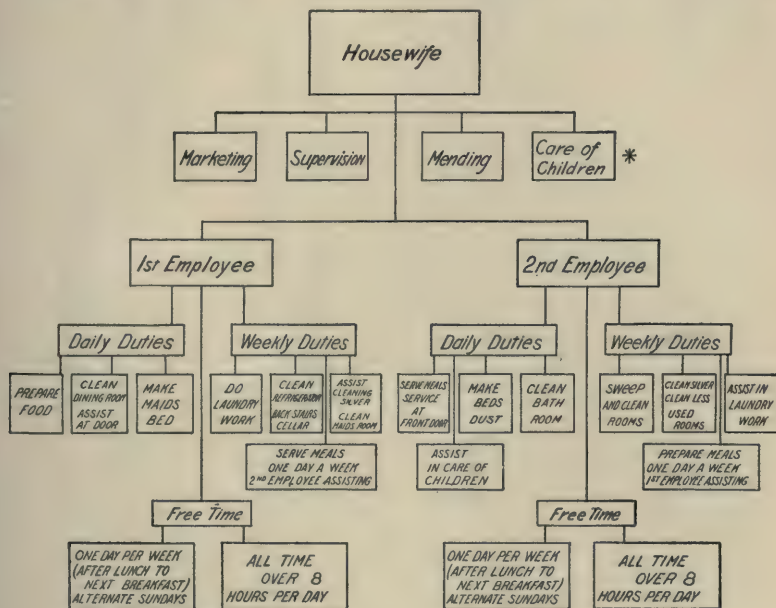 Housewife
Marketing
Supervision
Mending
Care of
Children
*
1st Employee
2nd Employee
Daily Duties
Weekly Duties
Daily Duties
Weekly Duties
PREPARE
FOOD
CLEAN
DINING ROOM
ASSIST
AT DOOR
MAKE
MAIDS
BED
DO
LAUNDRY
WORK
CLEAN
REFRIGERATOR
BACK STAIRS
CELLAR
ASSIST
CLEANING
SILVER
CLEAN
MAIDS ROOM
SERVE MEALS
ONE DAY A WEEK
2ND EMPLOYEE ASSISTING
SERVE MEALS
SERVICE
AT
FRONT DOOR
MAKE
BEDS
DUST
CLEAN
BATH
ROOM
ASSIST
IN CARE OF
CHILDREN
SWEEP
AND CLEAN
ROOMS
CLEAN SILVER
CLEAN LESS
USED
ROOMS
ASSIST IN
LAUNDRY
WORK
PREPARE MEALS
ONE DAY A WEEK
1ST EMPLOYEE ASSISTING
Free Time
ONE DAY PER WEEK
(AFTER LUNCH TO
NEXT BREAKFAST)
ALTERNATE SUNDAYS
ALL TIME
OVER 8
HOURS PER DAY
Free Time
ONE DAY PER WEEK
(AFTER LUNCH TO
NEXT BREAKFAST)
ALTERNATE SUNDAYS
ALL TIME
OVER 8
HOURS PER DAY